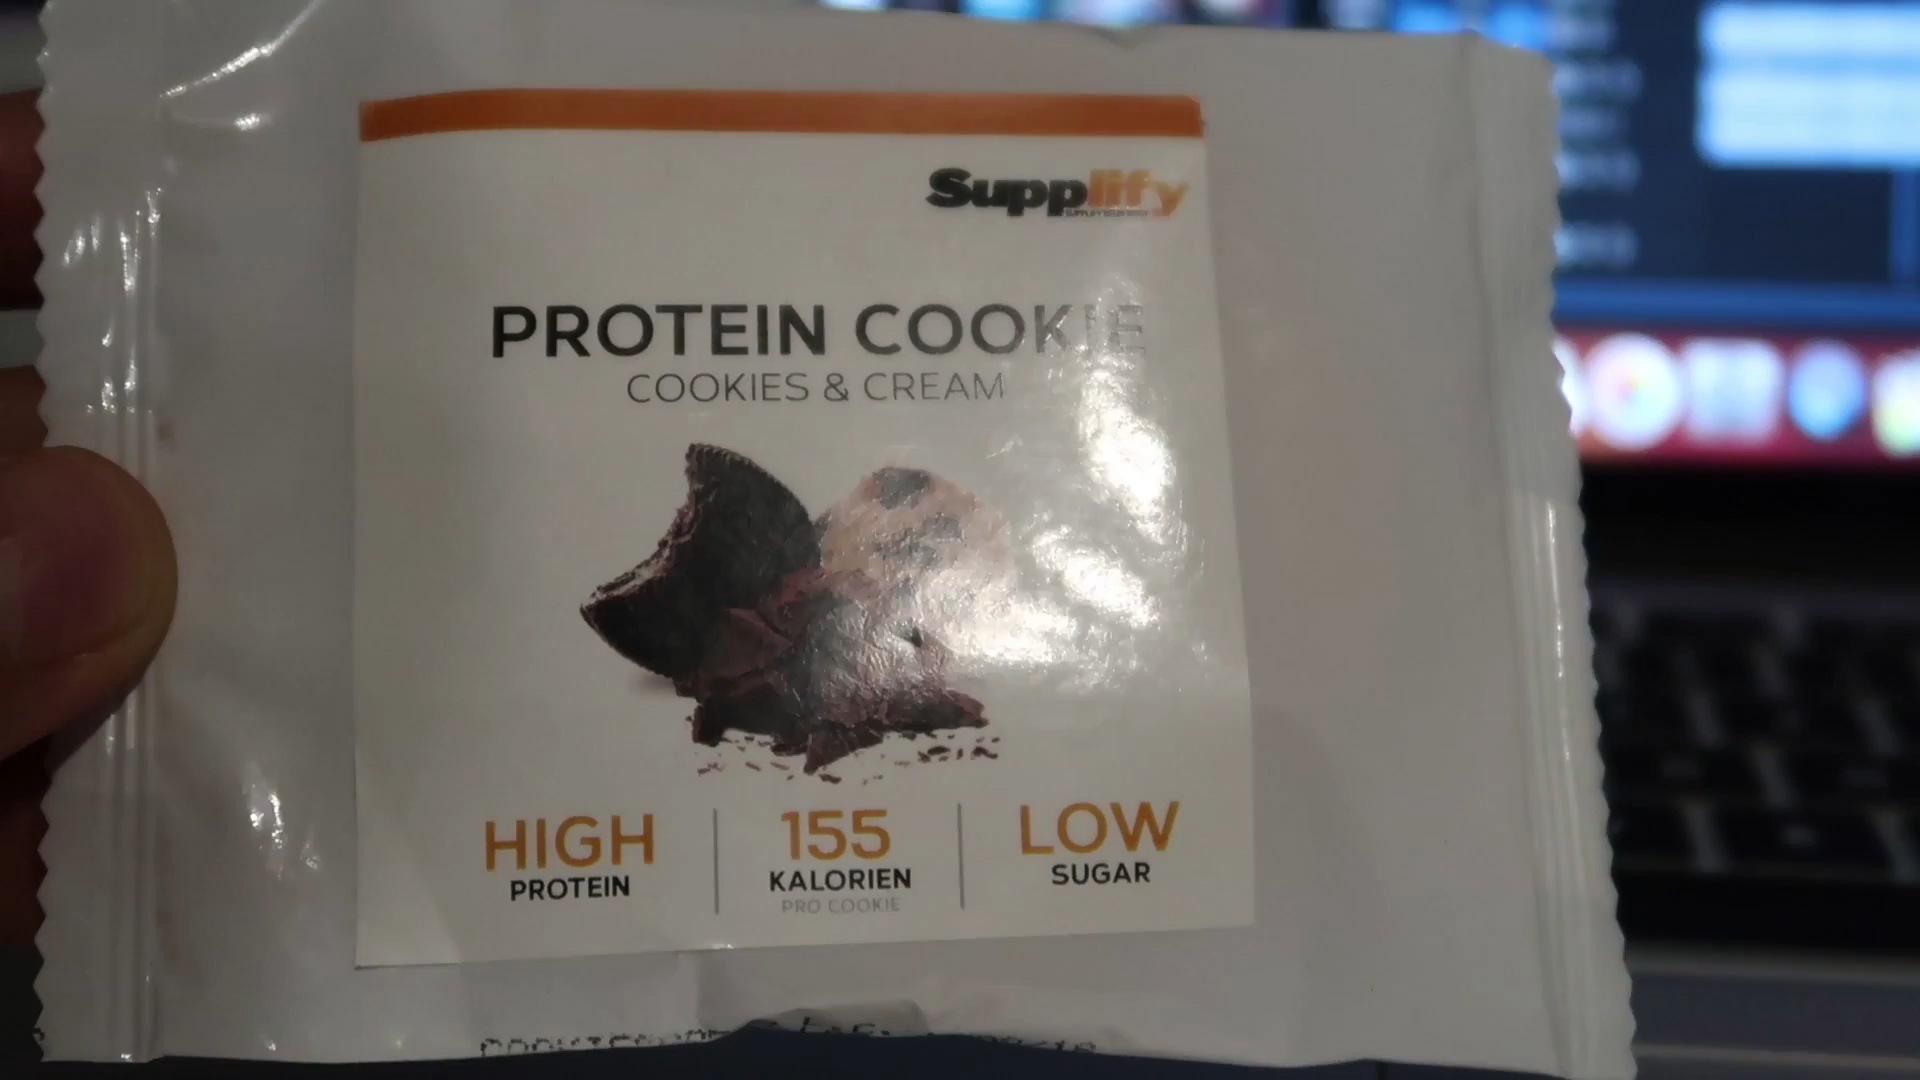 Supplify
PROTEIN COOKIE
COOKIES & CREAM
HIGH
PROTEIN
155
KALORIEN
PRO COOKIE
LOW
SUGAR